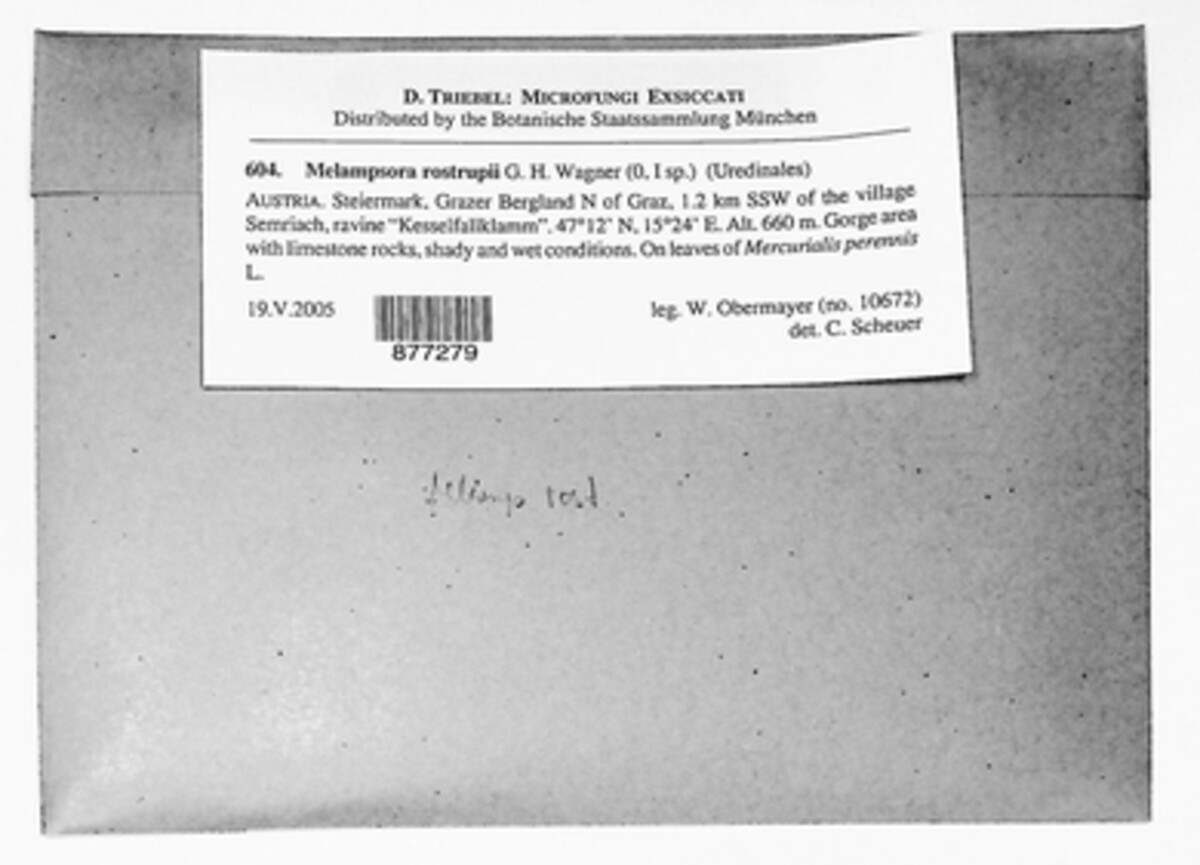 D. TRIEBEL: MICROFUNGI EXSICCATI
Distributed by the Botanische Staatssammlung München
604. Melampsora rostrupii G. H. Wagner (0, I sp.) (Uredinales)
AUSTRIA. Steiermark, Grazer Bergland N of Graz, 1.2 km SSW of the village
Semriach, ravine "Kesselfallklamm". 47°12' N, 15°24' E. Alt. 660 m. Gorge area
with limestone rocks, shady and wet conditions. On leaves of Mercurialis perennis
L.
19.V.2005
leg. W. Obermayer (no. 10672)
det. C. Scheuer
877279
rost